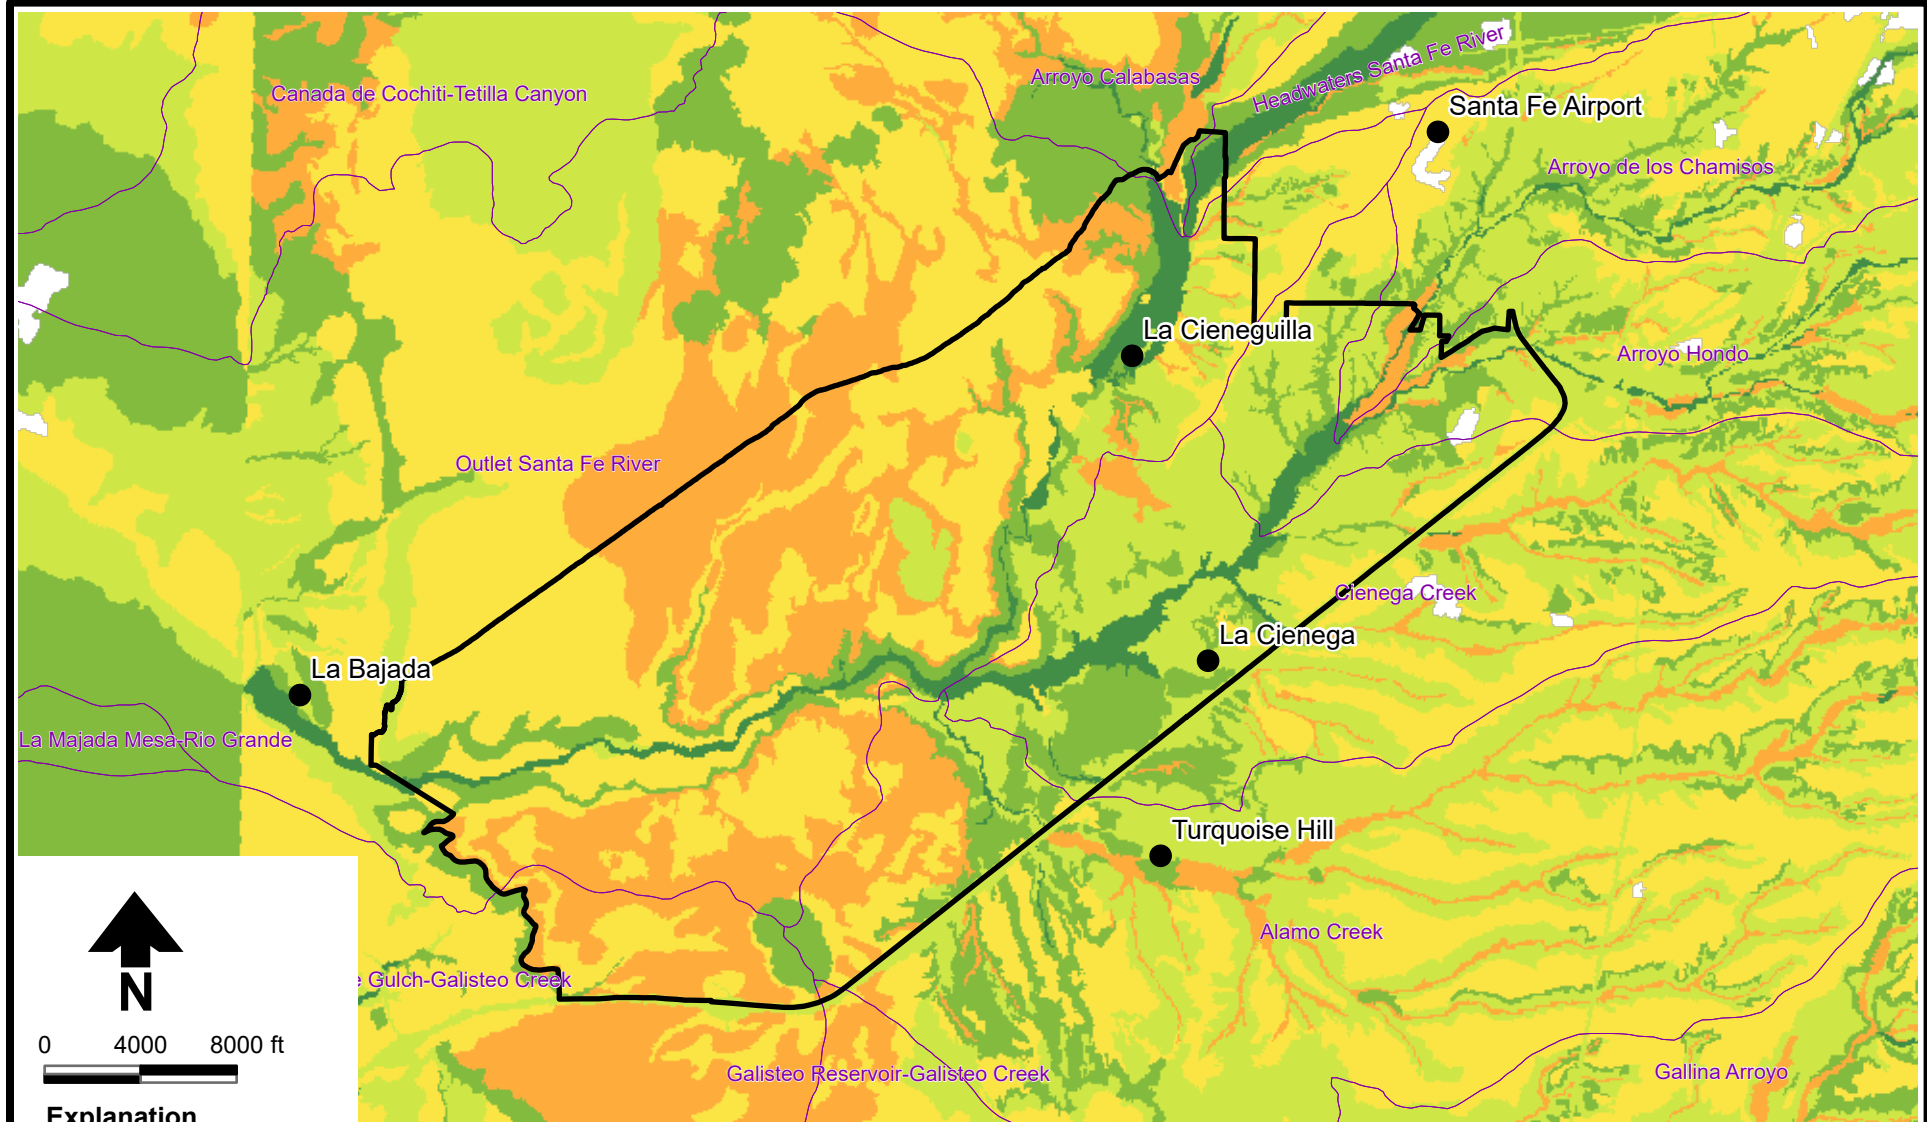 Headwaters Santa Fe River
Arroyo Calabasas
Canada de Cochiti-Tetilla Canyon
Santa Fe Airport
Arroyo de los Chamisos
La Cieneguilla
Arroyo Hondo
Outlet Santa Fe River
Cienega Creek
La Cienega
La Bajada
La Majada Mesa-Rio Grande
Turquoise Hill
Alamo Creek
e Gulch-Galisteo Creek
N
0 4000 8000 ft
Galisteo Reservoir-Galisteo Creek
Gallina Arroyo
Explanation